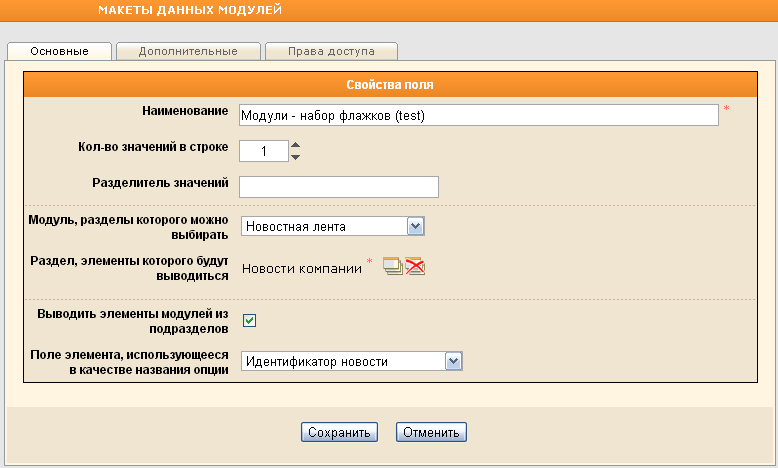 МАКЕТЫ ДАННЫХ МОДУЛЕЙ
Основные Дополнительные Права доступа
Свойства поля
Наименование Модули - набор флажков (test) *
Кол-во значений в строке 1
Разделитель значений
Модуль, разделы которого можно
выбирать
Новостная лента
Раздел, элементы которого будут
выводиться
Новости компании *
Выводить элементы модулей из
подразделов
Поле элемента, использующееся
в качестве названия опции
Идентификатор новости
Сохранить Отменить